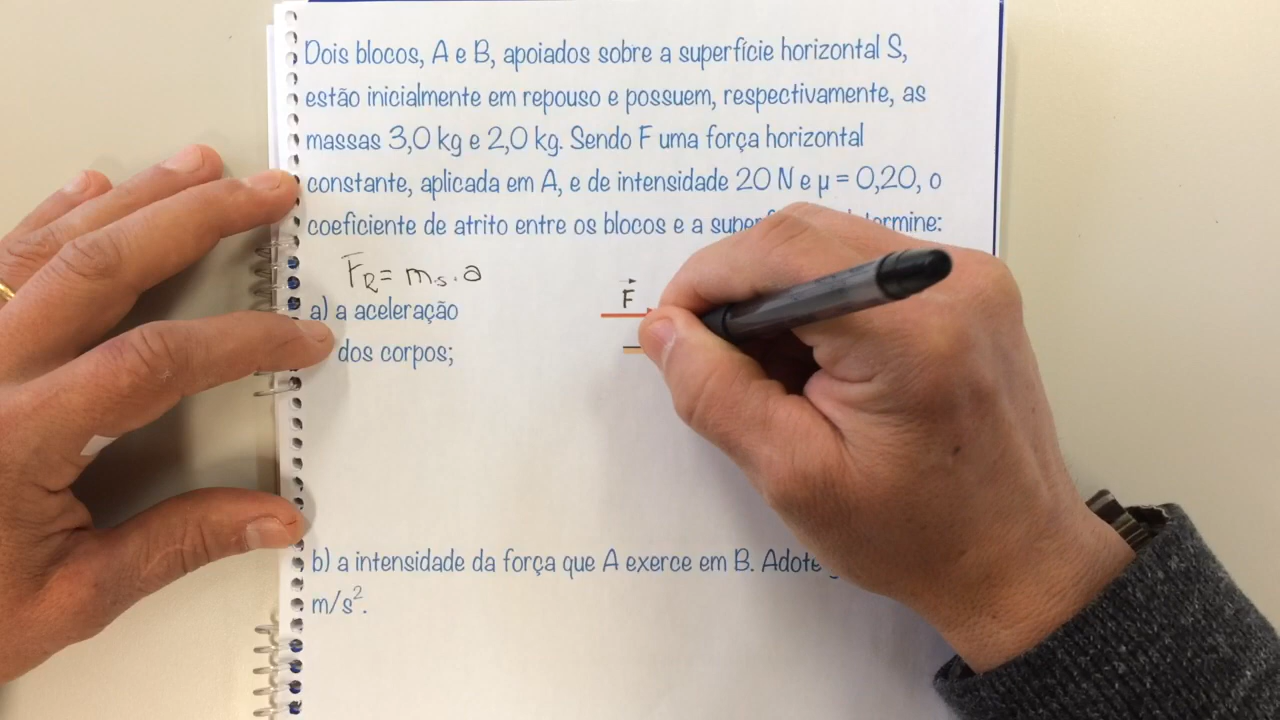 Dois blocos, A e B, apoiados sobre a superfície horizontal S,
estão inicialmente em repouso e possuem, respectivamente, as
massas 3,0 kg e 2,0 kg. Sendo F uma força horizontal
constante, aplicada em A, e de intensidade 20 N e μ = 0,20, o
coeficiente de atrito entre os blocos e a
F_R = m_s . a
a) a aceleração
dos corpos;
F
b) a intensidade da força que A exerce em B. Adote
m/s².